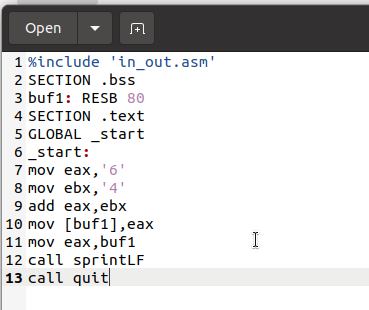 Open
1 %include 'in_out.asm'
2 SECTION .bss
3 buf1: RESB 80
4 SECTION .text
5 GLOBAL _start
6 _start:
7 mov eax,'6'
8 mov ebx,'4'
9 add eax,ebx
10 mov [buf1],eax
11 mov eax,buf1
12 call sprintLF
13 call quit